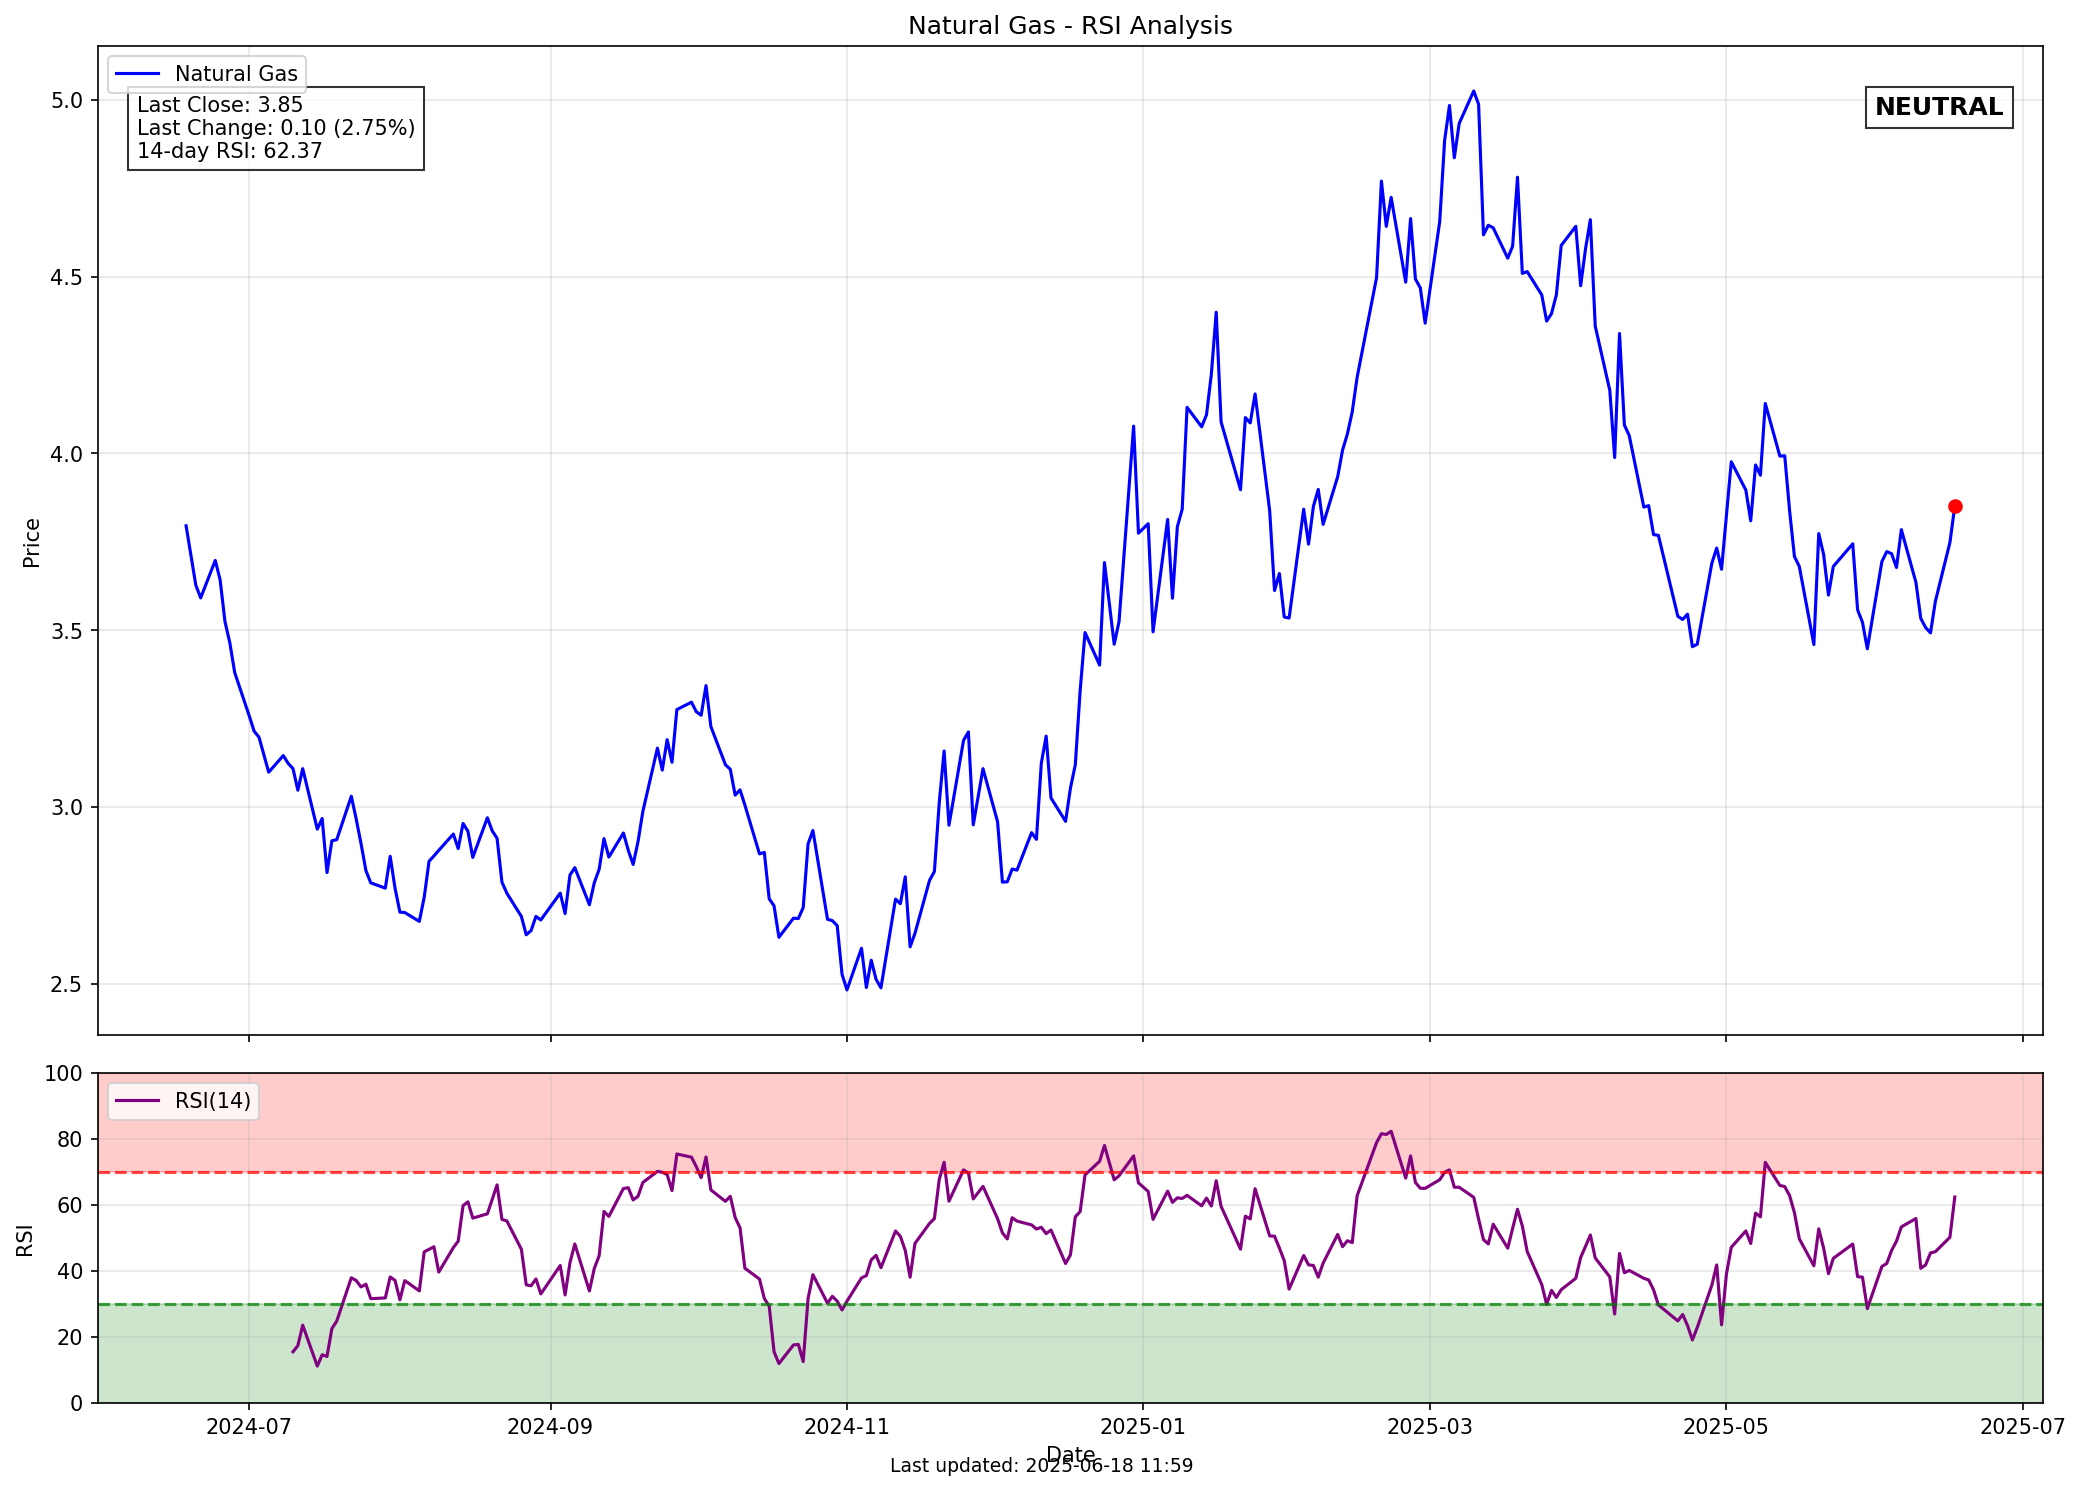 Natural Gas - RSI Analysis
Natural Gas
Last Close: 3.85
Last Change: 0.10 (2.75%)
14-day RSI: 62.37
NEUTRAL
5.0
4.5
4.0
3.5
3.0
2.5
Price
RSI(14)
100
80
60
40
20
0
RSI
2024-07
2024-09
2024-11
2025-01
2025-03
2025-05
2025-07
Date
Last updated: 2025-06-18 11:59